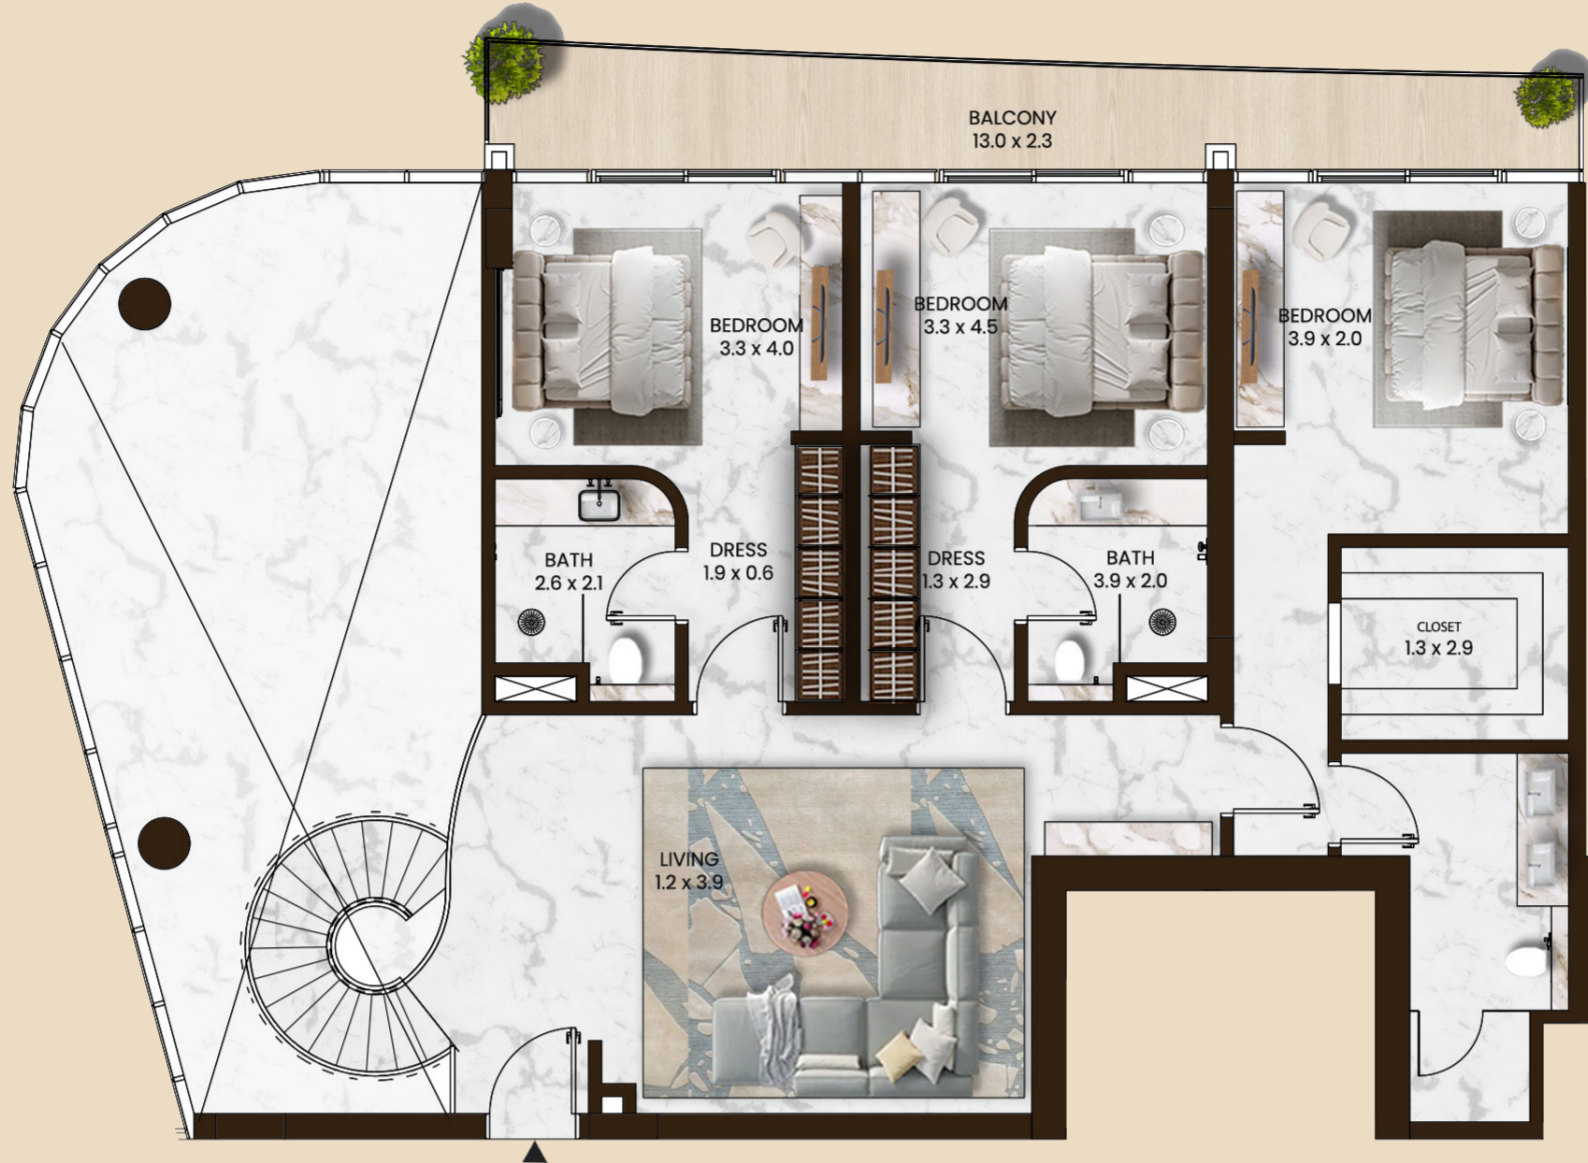 BALCONY
13.0 x 2.3
BEDROOM
3.3 x 4.0
BEDROOM
3.3 x 4.5
BEDROOM
3.9 x 2.0
BATH
2.6 x 2.1
DRESS
1.9 x 0.6
DRESS
1.3 x 2.9
BATH
3.9 x 2.0
CLOSET
1.3 x 2.9
LIVING
1.2 x 3.9